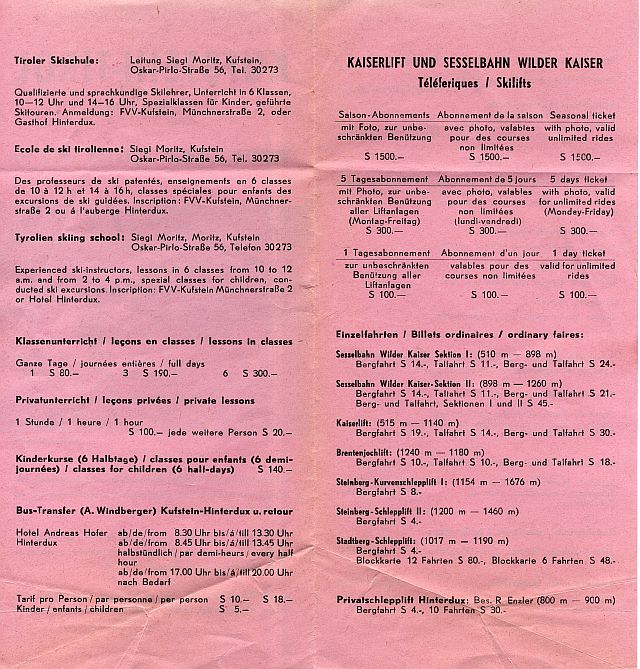 Tiroler Skischule: Leitung Siegl Moritz, Kufstein,
Oskar-Pirlo-Straße 56, Tel. 30273
Qualifizierte und sprachkundige Skilehrer, Unterricht in 6 Klassen,
10—12 Uhr und 14—16 Uhr, Spezialklassen für Kinder, geführte
Skitouren. Anmeldung: FVV-Kufstein, Münchnerstraße 2, oder
Gasthof Hinterdux.
Ecole de ski tirolienne: Siegl Moritz, Kufstein
Oskar-Pirlo-Straße 56, Tel. 30273
Des professeurs de ski patentés, enseignements en 6 classes
de 10 à 12 h et 14 à 16 h, classes spéciales pour enfants des
excursions de ski guidées. Inscription: FVV-Kufstein, Münchner-
straße 2 ou á l'auberge Hinterdux.
Tyrolien skiing school: Siegl Moritz, Moritz, Kufstein
Oskar-Pirlo-Straße 56, Telefon 30273
Experienced ski-instructors, lessons in 6 classes from 10 to 12
a.m. and from 2 to 4 p.m., spezial classes for children, con-
ducted ski excursions. Inscription: FVV-Kufstein Münchnerstraße 2
or Hotel Hinterdux.
Klassenunterricht / leçons en classes / lessons in classes
Ganze Tage / journées entières / full days
1 S 80.— 3 S 190.— 6 S 300.—
Privatunterricht / leçons privées / private lessons
1 Stunde / 1 heure / 1 hour
S 100.— jede weitere Person S 20.—
Kinderkurse (6 Halbtage) / classes pour enfants (6 demi-
journées) / classes for children (6 half-days) S 140.—
Bus-Transfer (A. Windberger) Kufstein-Hinterdux u. retour
Hotel Andreas Hofer ab/de/from 8.30 Uhr bis/á/till 13.30 Uhr
Hinterdux ab/de/from 8.45 Uhr bis/á/till 13.45 Uhr
halbstündlich / par demi-heurs / every half
hour
ab/de/from 17.00 Uhr bis/á/till 20.00 Uhr
nach Bedarf
Tarif pro Person / par personne / per person S 10.— S 18.—
Kinder / enfants / children S 5.—
KAISERLIFT UND SESSELBAHN WILDER KAISER
Téléferiques / Skilifts
Saison-Abonnements Abonnement de la saison Seasonal ticket
mit Foto, zur unbe- avec photo, valables with photo, valid
schränkten Benützung pour des courses unlimited rides
non limitées
S 1500.— S 1500.— S 1500.—
5 Tagesabonnement Abonnement de 5 jours 5 days ticket
mit Photo, zur unbe- avec photo, valables with photo, valid
schränkten Benützung pour des courses for unlimited rides
aller Liftanlagen non limitées (Monday-Friday)
(Montag-Freitag) (lundi-vendredi)
S 300.— S 300.— S 300.—
1 Tagesabonnement Abonnement d'un jour 1 day ticket
zur unbeschränkten valables pour des valid for unlimited
Benützung aller courses non limitées rides
Liftanlagen
S 100.— S 100.— S 100.—
Einzelfahrten / Billets ordinaires / ordinary faires:
Sesselbahn Wilder Kaiser Sektion I: (510 m — 898 m)
Bergfahrt S 14.-, Talfahrt S 11.-, Berg- und Talfahrt S 24.-
Sesselbahn Wilder Kaiser-Sektion II: (898 m — 1260 m)
Bergfahrt S 14.-, Talfahrt S 11.-, Berg- und Talfahrt S 21.-
Berg- und Talfahrt, Sektionen I und II S 45.-
Kaiserlift: (515 m — 1140 m)
Bergfahrt S 19.-, Talfahrt S 14.-, Berg- und Talfahrt S 30.-
Brentenjochlift: (1240 m — 1180 m)
Bergfahrt S 10.-, Talfahrt S 10.-, Berg- und Talfahrt S 18.-
Steinberg-Kurvenschlepplift I: (1154 m — 1676 m)
Bergfahrt S 8.-
Steinberg-Schlepplift II: (1200 m — 1460 m)
Bergfahrt S 4.-
Stadtberg-Schlepplift: (1017 m — 1190 m)
Bergfahrt S 4.-
Blockkarte 12 Fahrten S 80.-, Blockkarte 6 Fahrten S 48.-
Privatschlepplift Hinterdux: Bes. R. Enzler (800 m — 900 m)
Bergfahrt S 4.-, 10 Fahrten S 30.-